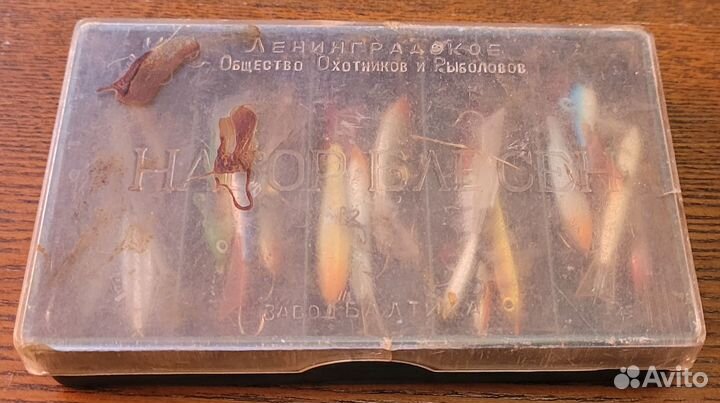 Ленинградское
Общество Охотников и Рыболовов
НАБОР БЛЕСЕН
Завод Балтика
Avito